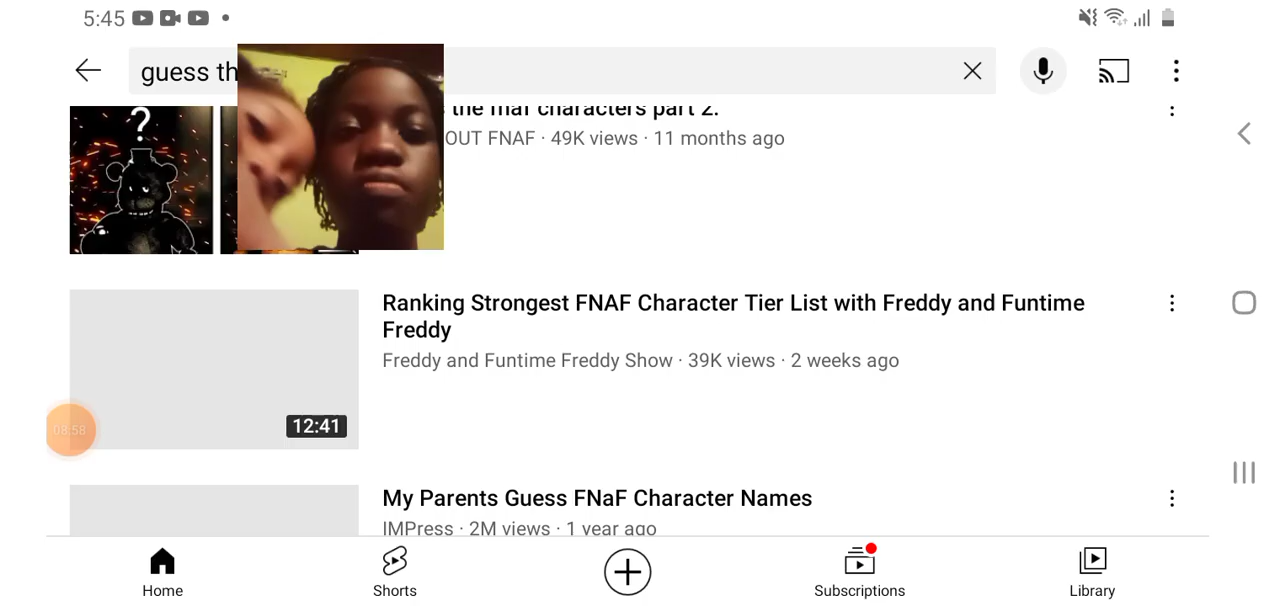 5:45
guess th
?
the fnaf characters part 2.
OUT FNAF · 49K views · 11 months ago
Ranking Strongest FNAF Character Tier List with Freddy and Funtime
Freddy
Freddy and Funtime Freddy Show · 39K views · 2 weeks ago
12:41
08:58
My Parents Guess FNaF Character Names
IMPress · 2M views · 1 year ago
Home
Shorts
Subscriptions
Library